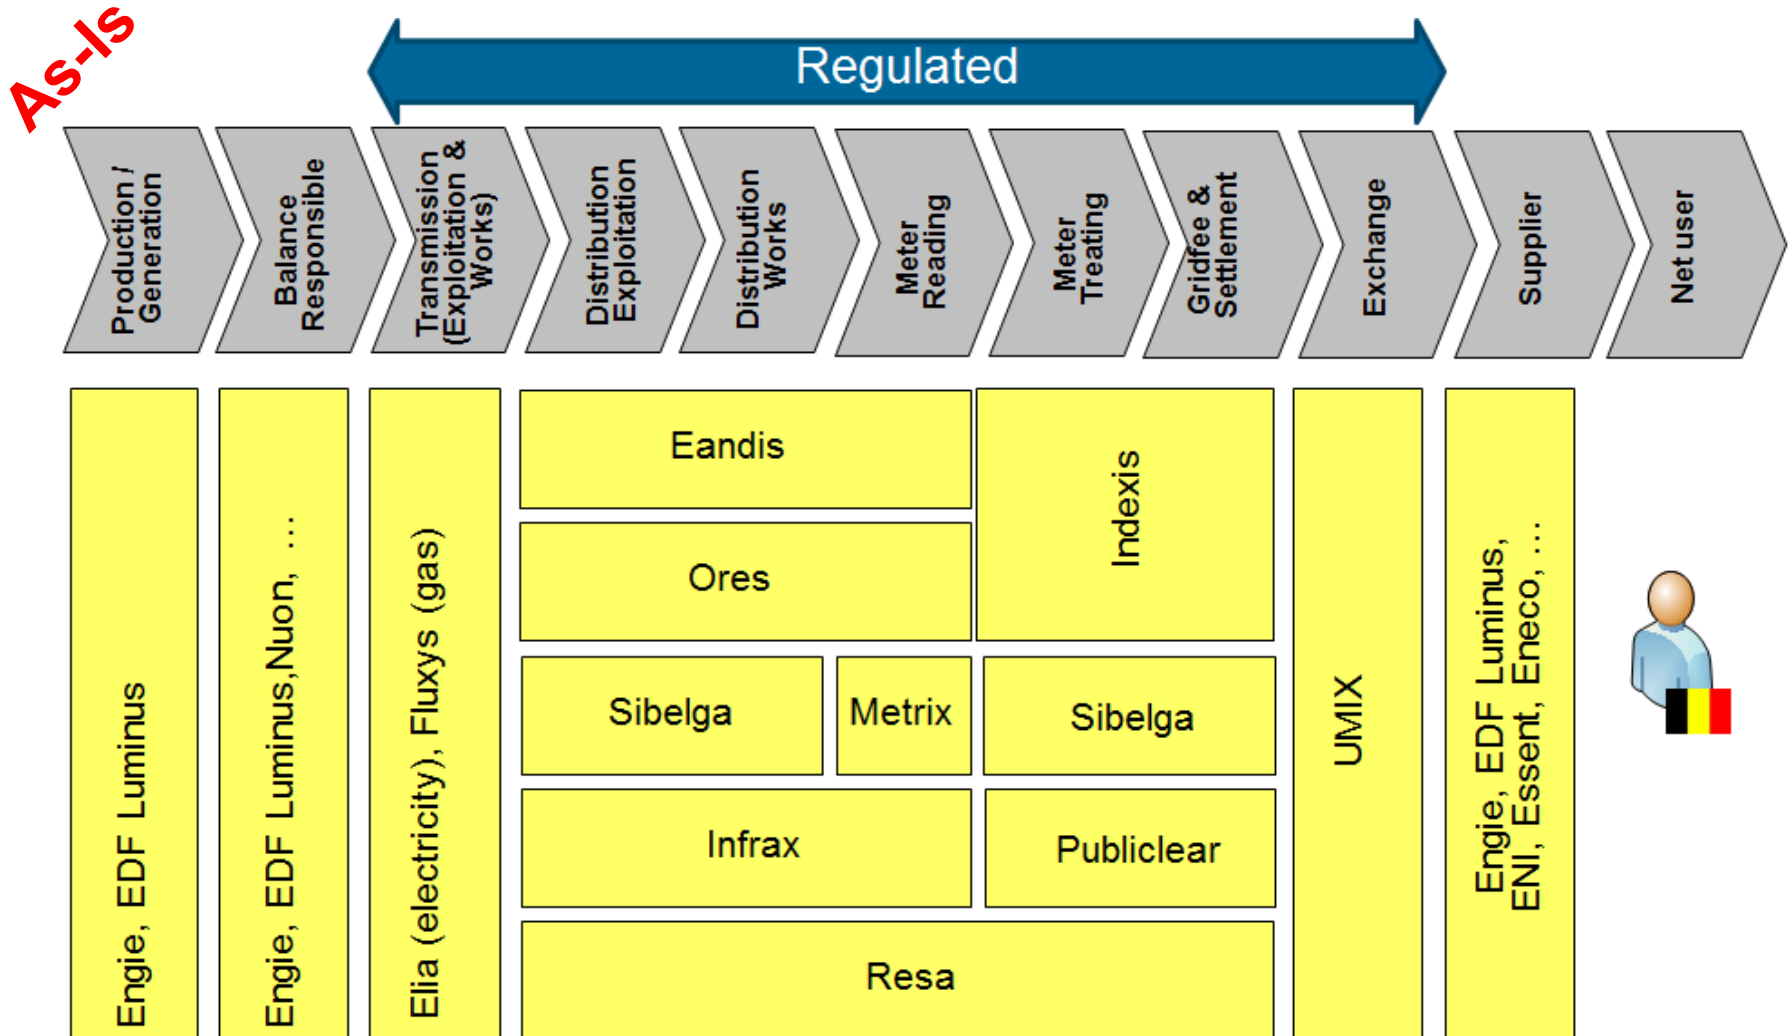 As-Is
Regulated
Production /
Generation
Balance
Responsible
Transmission
(Exploitation &
Works)
Distribution
Exploitation
Distribution
Works
Meter
Reading
Meter
Treating
Gridfee &
Settlement
Exchange
Supplier
Net user
Engie, EDF Luminus
Engie, EDF Luminus,Nuon, ...
Elia (electricity), Fluxys (gas)
Eandis
Ores
Indexis
Sibelga
Metrix
Sibelga
Infrax
Publiclear
Resa
UMIX
Engie, EDF Luminus,
ENI, Essent, Eneco, ...